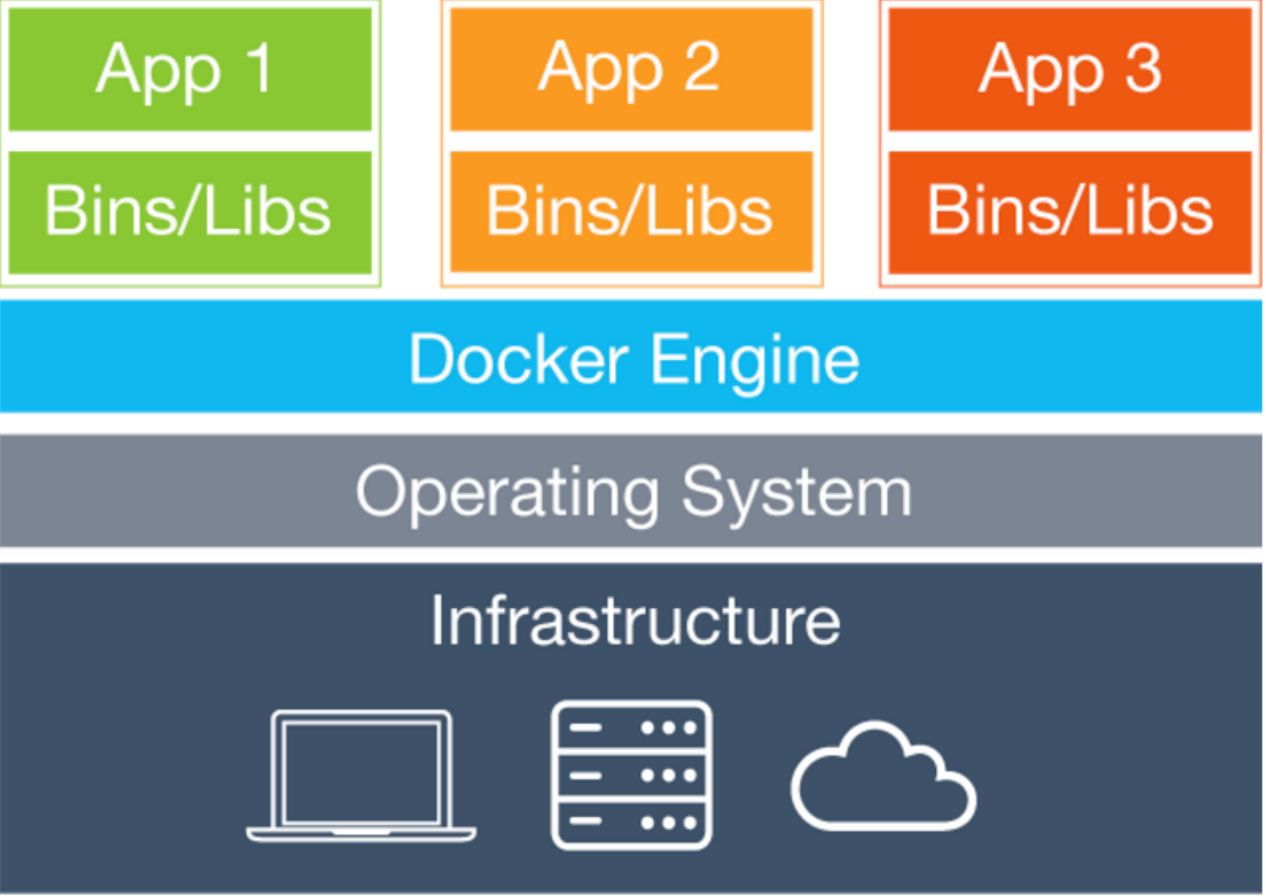 App 1
App 2
App 3
Bins/Libs
Bins/Libs
Bins/Libs
Docker Engine
Operating System
Infrastructure